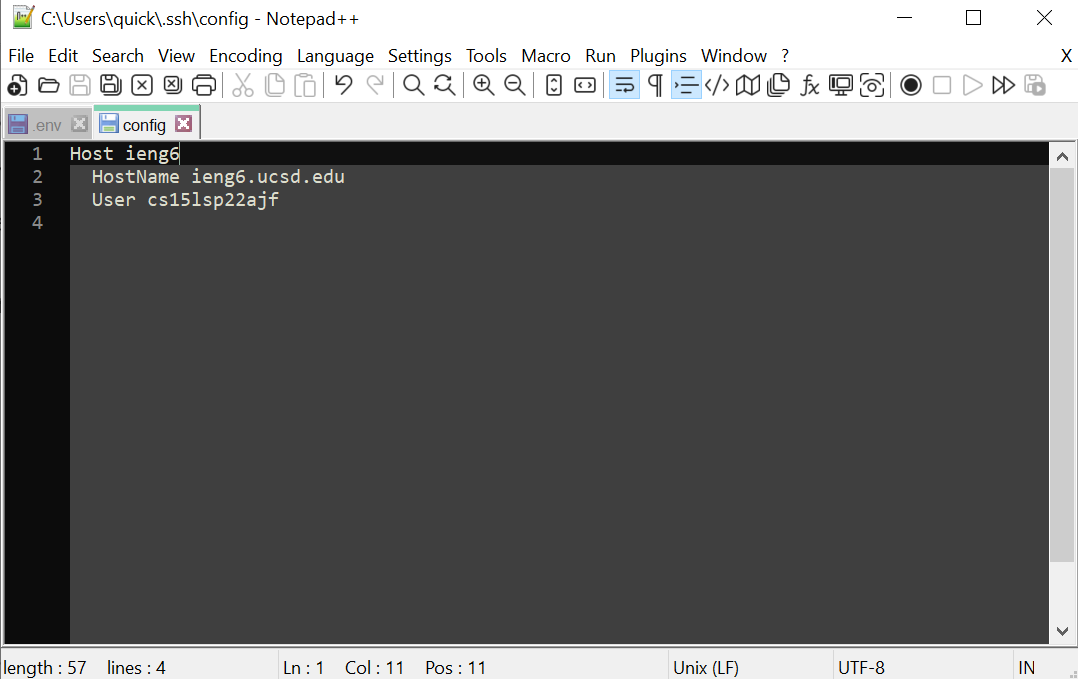 C:\Users\quick\.ssh\config - Notepad++
File Edit Search View Encoding Language Settings Tools Macro Run Plugins Window ? X
.env config
1 Host ieng6
2 HostName ieng6.ucsd.edu
3 User cs15lsp22ajf
4
length : 57 lines : 4 Ln : 1 Col : 11 Pos : 11 Unix (LF) UTF-8 IN